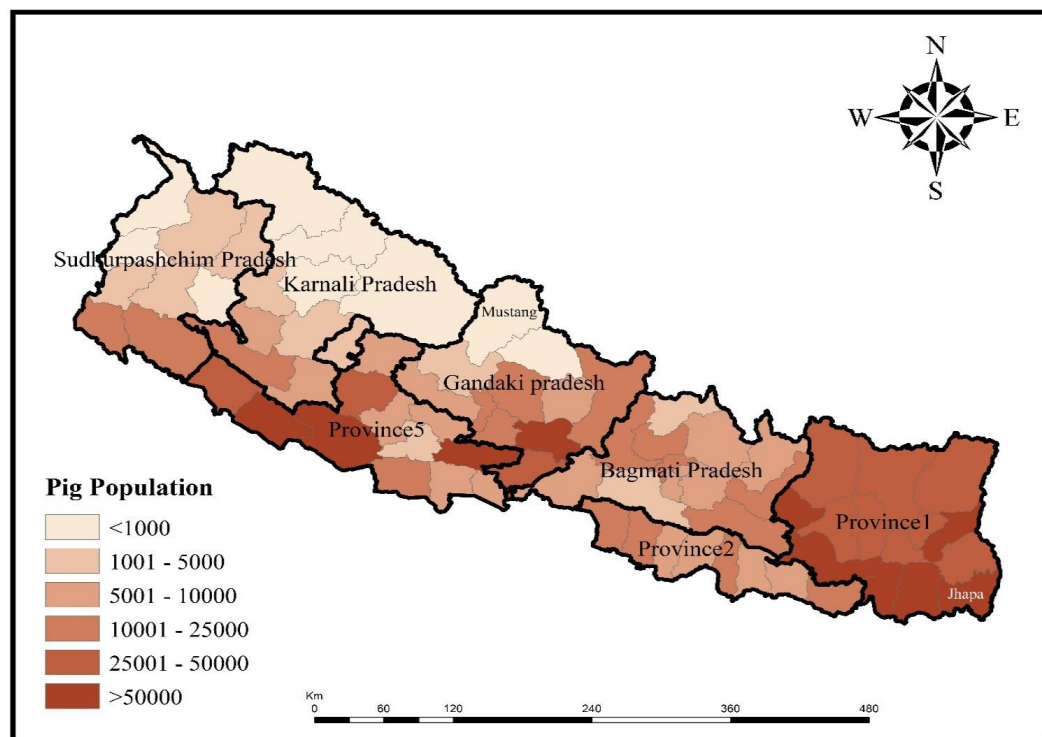 N
W E
S
Sudhurpashchim Pradesh
Karnali Pradesh
Mustang
Gandaki pradesh
Province5
Bagmati Pradesh
Province1
Province2
Jhapa
Pig Population
<1000
1001 - 5000
5001 - 10000
10001 - 25000
25001 - 50000
>50000
Km
0 60 120 240 360 480